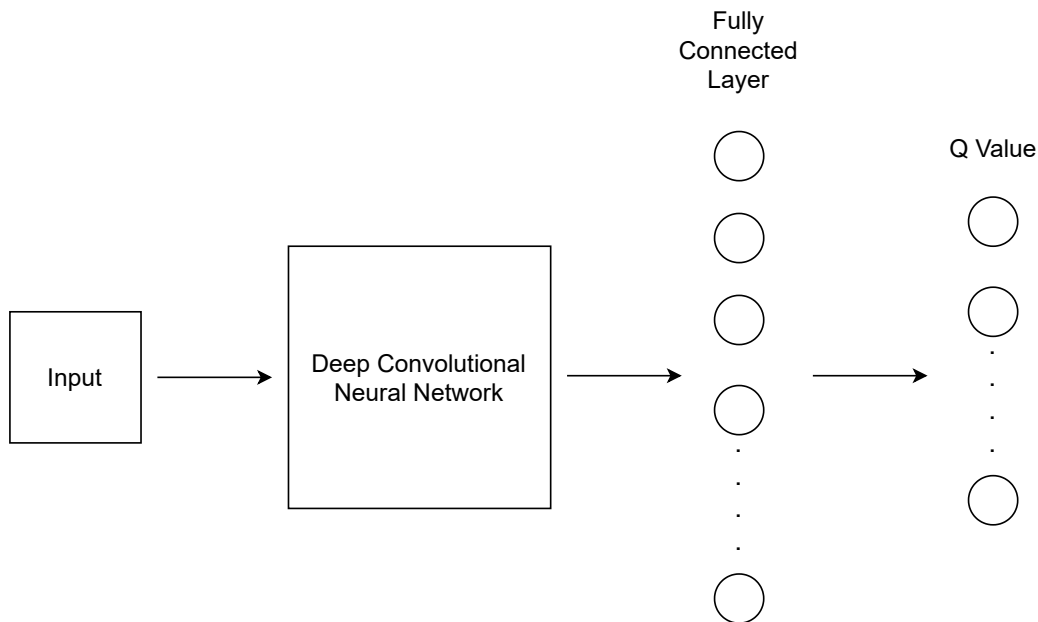 Fully
Connected
Layer
Q Value
Input
Deep Convolutional
Neural Network